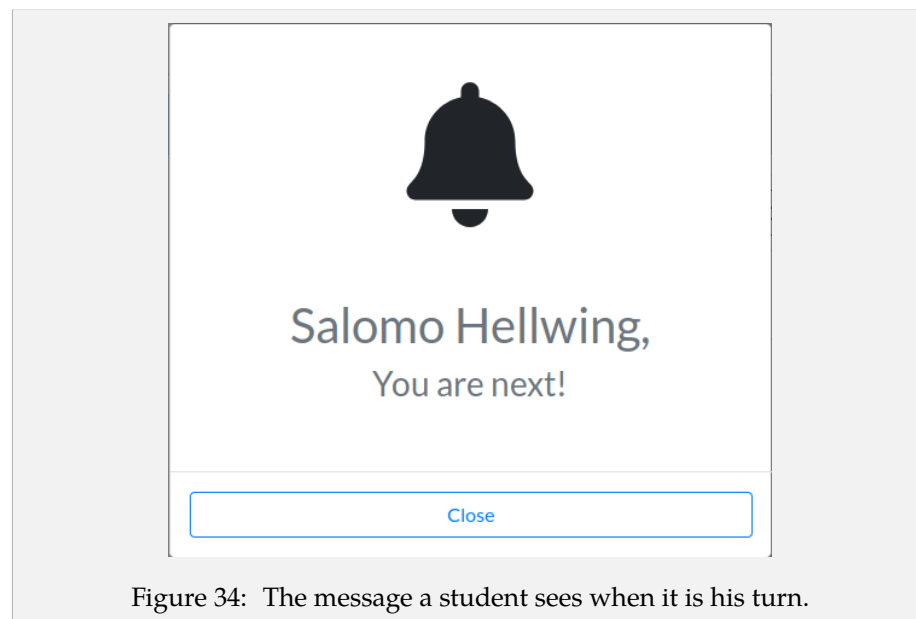 Salomo Hellwing,
You are next!
Close
Figure 34: The message a student sees when it is his turn.